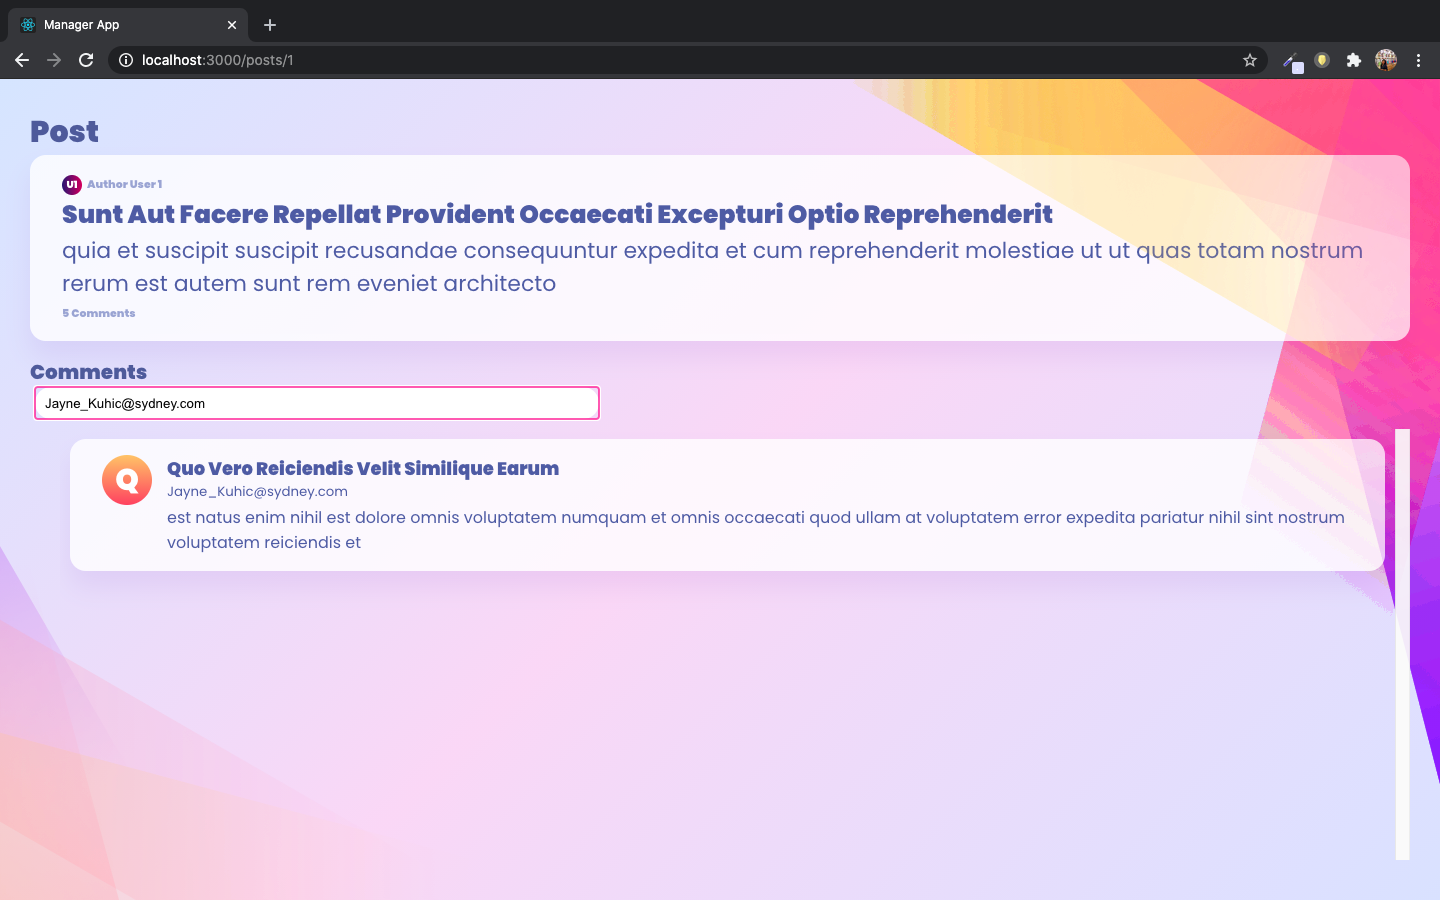 Manager App
localhost:3000/posts/1
Post
U1 Author User 1
Sunt Aut Facere Repellat Provident Occaecati Excepturi Optio Reprehenderit
quia et suscipit suscipit recusandae consequuntur expedita et cum reprehenderit molestiae ut ut quas totam nostrum
rerum est autem sunt rem eveniet architecto
5 Comments
Comments
Jayne_Kuhic@sydney.com
Q
Quo Vero Reiciendis Velit Similique Earum
Jayne_Kuhic@sydney.com
est natus enim nihil est dolore omnis voluptatem numquam et omnis occaecati quod ullam at voluptatem error expedita pariatur nihil sint nostrum
voluptatem reiciendis et